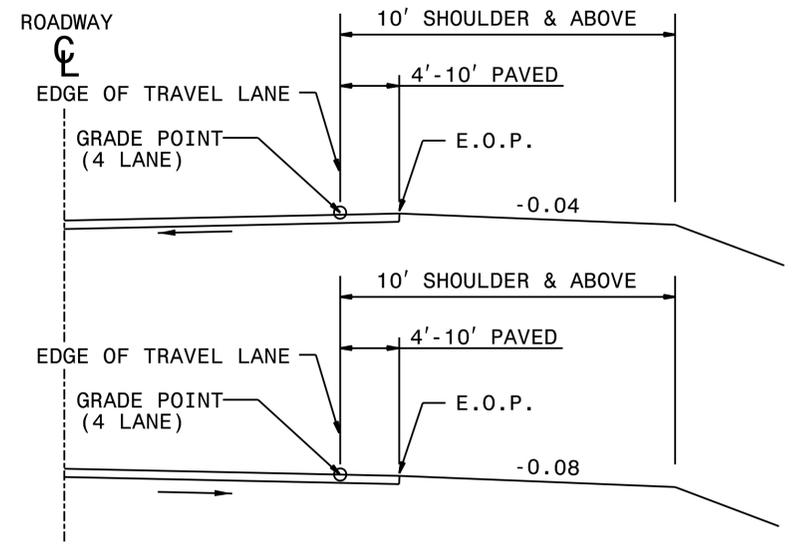 ROADWAY
℄
10' SHOULDER & ABOVE
4'-10' PAVED
EDGE OF TRAVEL LANE
GRADE POINT
(4 LANE)
E.O.P.
-0.04
10' SHOULDER & ABOVE
4'-10' PAVED
EDGE OF TRAVEL LANE
GRADE POINT
(4 LANE)
E.O.P.
-0.08